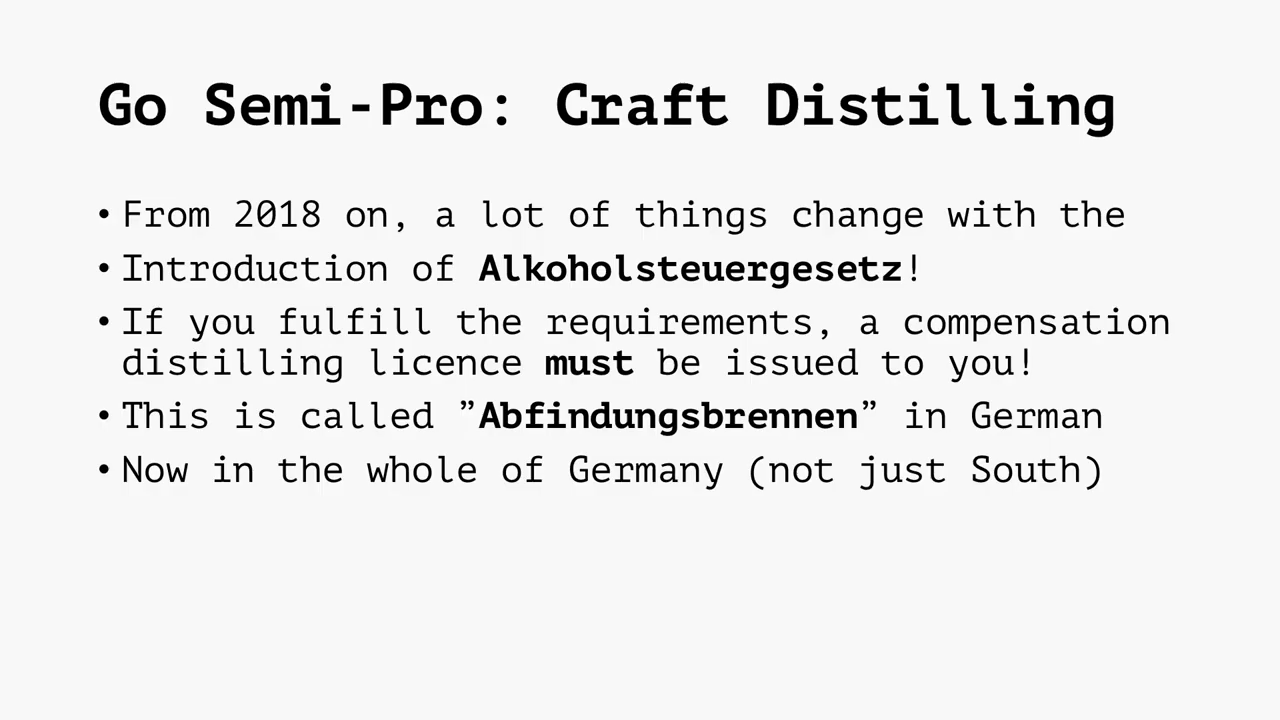 Go Semi-Pro: Craft Distilling
• From 2018 on, a lot of things change with the
• Introduction of Alkoholsteuergesetz!
• If you fulfill the requirements, a compensation
distilling licence must be issued to you!
• This is called ”Abfindungsbrennen” in German
• Now in the whole of Germany (not just South)